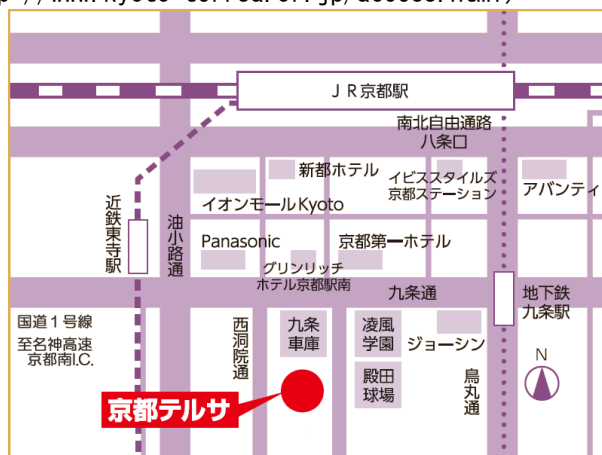 ＪＲ京都駅
南北自由通路
八条口
新都ホテル
イビススタイルズ
京都ステーション
アバンティ
イオンモールKyoto
近鉄東寺駅
油小路通
Panasonic
京都第一ホテル
グリンリッチ
ホテル京都駅南
九条通
地下鉄
九条駅
国道１号線
至名神高速
京都南I.C.
西洞院通
九条
車庫
凌風
学園
ジョーシン
殿田
球場
烏丸通
N
京都テルサ